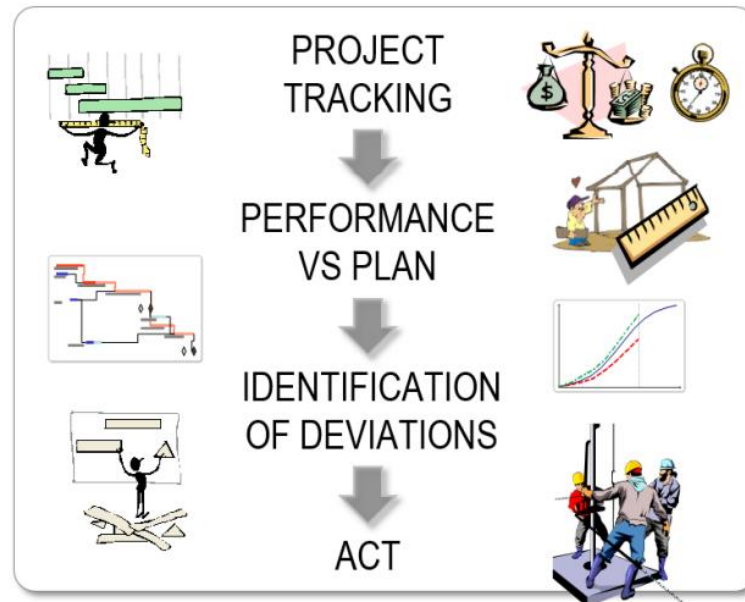 PROJECT
TRACKING
$
PERFORMANCE
VS PLAN
IDENTIFICATION
OF DEVIATIONS
ACT